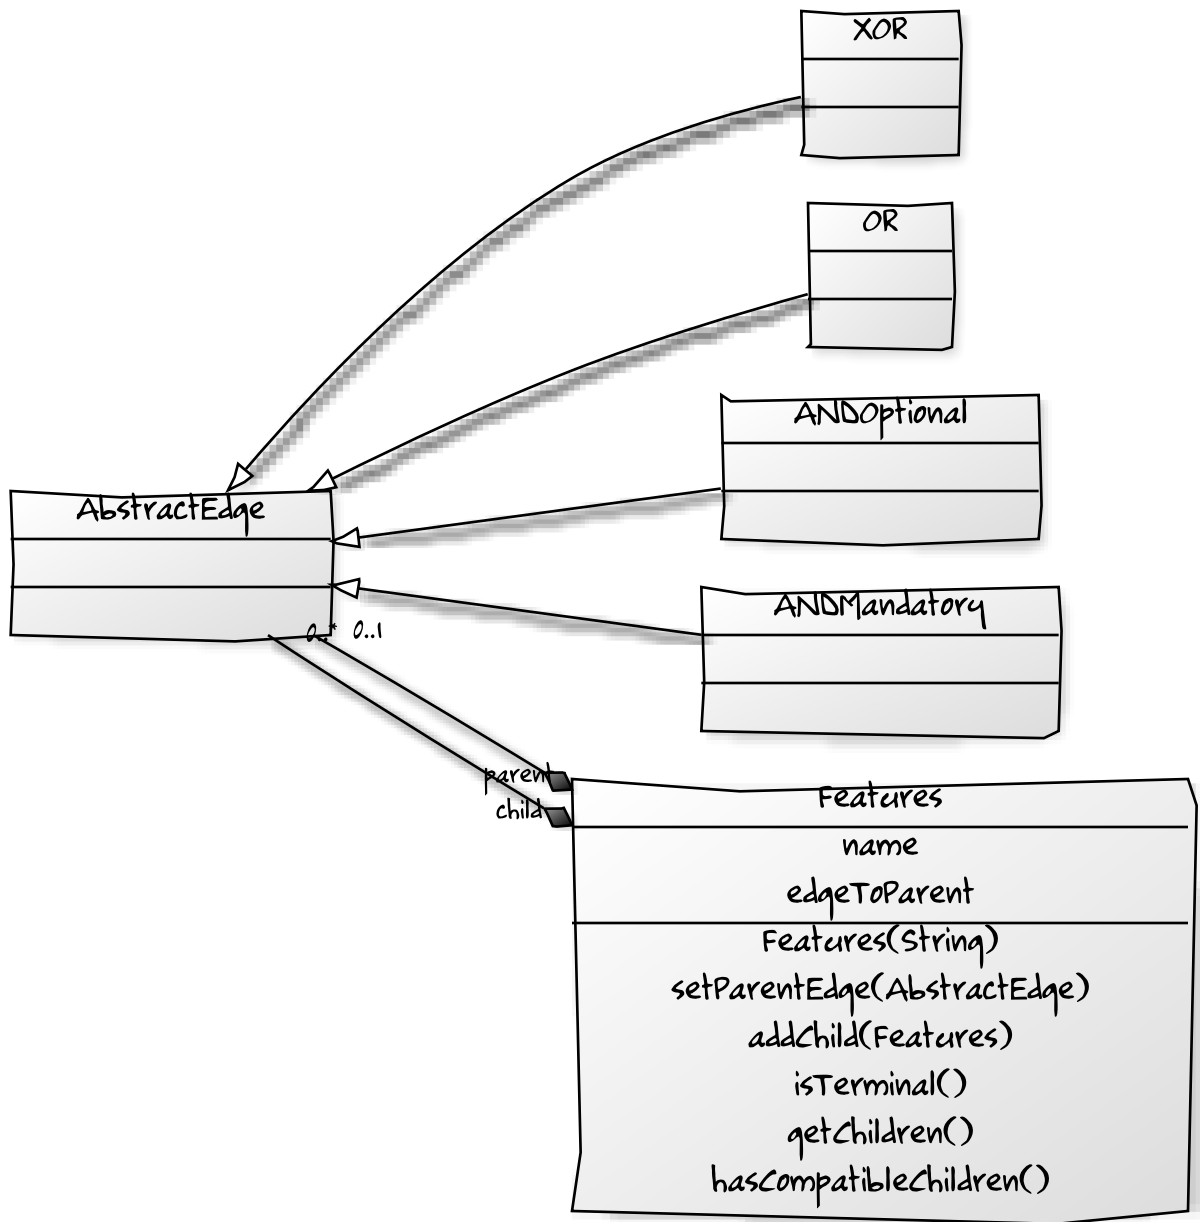 XOR
OR
ANDOptional
AbstractEdge
ANDMandatory
0..* 0..1
parent
child
Features
name
edgeToParent
Features(String)
setParentEdge(AbstractEdge)
addChild(Features)
isTerminal()
getChildren()
hasCompatibleChildren()